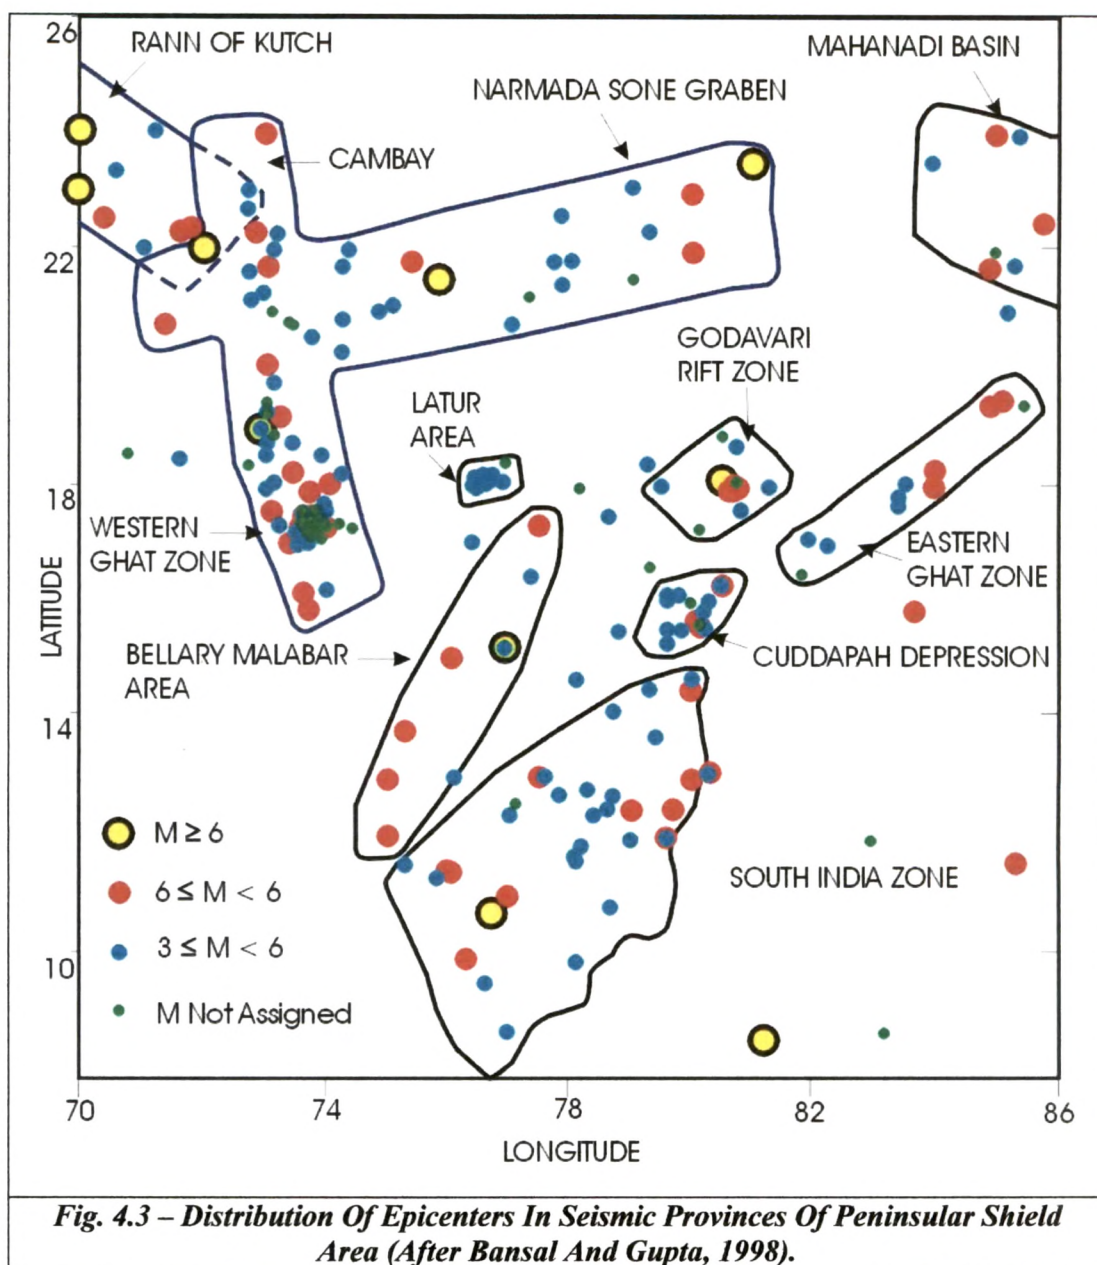 26
RANN OF KUTCH
MAHANADI BASIN
NARMADA SONE GRABEN
CAMBAY
22
GODAVARI
RIFT ZONE
LATUR
AREA
18
WESTERN
GHAT ZONE
EASTERN
GHAT ZONE
LATITUDE
BELLARY MALABAR
AREA
CUDDAPAH DEPRESSION
14
M ≥ 6
6 ≤ M < 6
SOUTH INDIA ZONE
3 ≤ M < 6
10
M Not Assigned
70
74
78
82
86
LONGITUDE
Fig. 4.3 – Distribution Of Epicenters In Seismic Provinces Of Peninsular Shield
Area (After Bansal And Gupta, 1998).